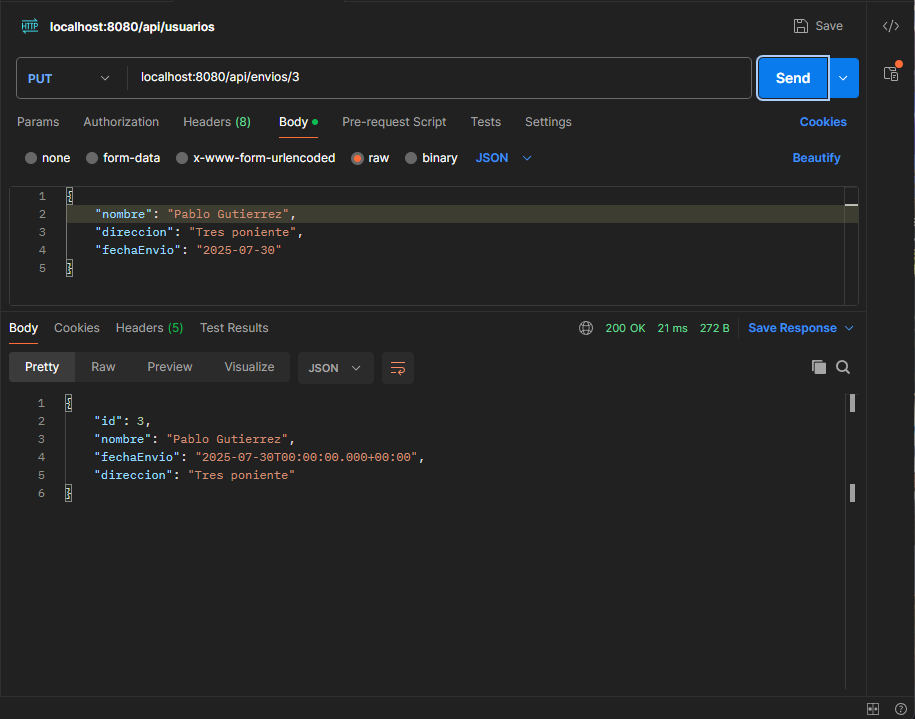 HTTP localhost:8080/api/usuarios Save
PUT localhost:8080/api/envios/3 Send
Params Authorization Headers (8) Body Pre-request Script Tests Settings Cookies
none form-data x-www-form-urlencoded raw binary JSON Beautify
1 {
2 "nombre": "Pablo Gutierrez",
3 "direccion": "Tres poniente",
4 "fechaEnvio": "2025-07-30"
5 }
Body Cookies Headers (5) Test Results 200 OK 21 ms 272 B Save Response
Pretty Raw Preview Visualize JSON
1 {
2 "id": 3,
3 "nombre": "Pablo Gutierrez",
4 "fechaEnvio": "2025-07-30T00:00:00.000+00:00",
5 "direccion": "Tres poniente"
6 }